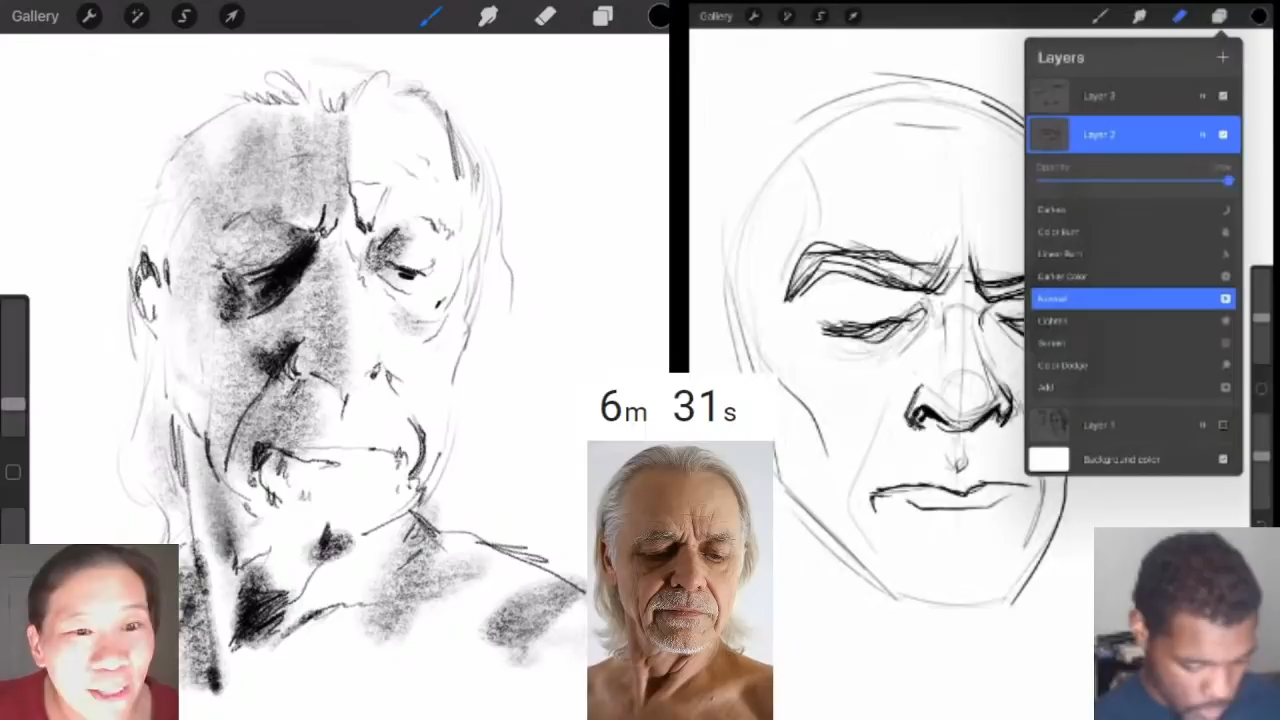 Gallery
Gallery
Layers
Layer 3 N
Layer 2 N
Opacity
Darken
Color Burn
Linear Burn
Darker Color
Normal
Lighten
Screen
Color Dodge
Add
Layer 1 N
Background color
6m 31s